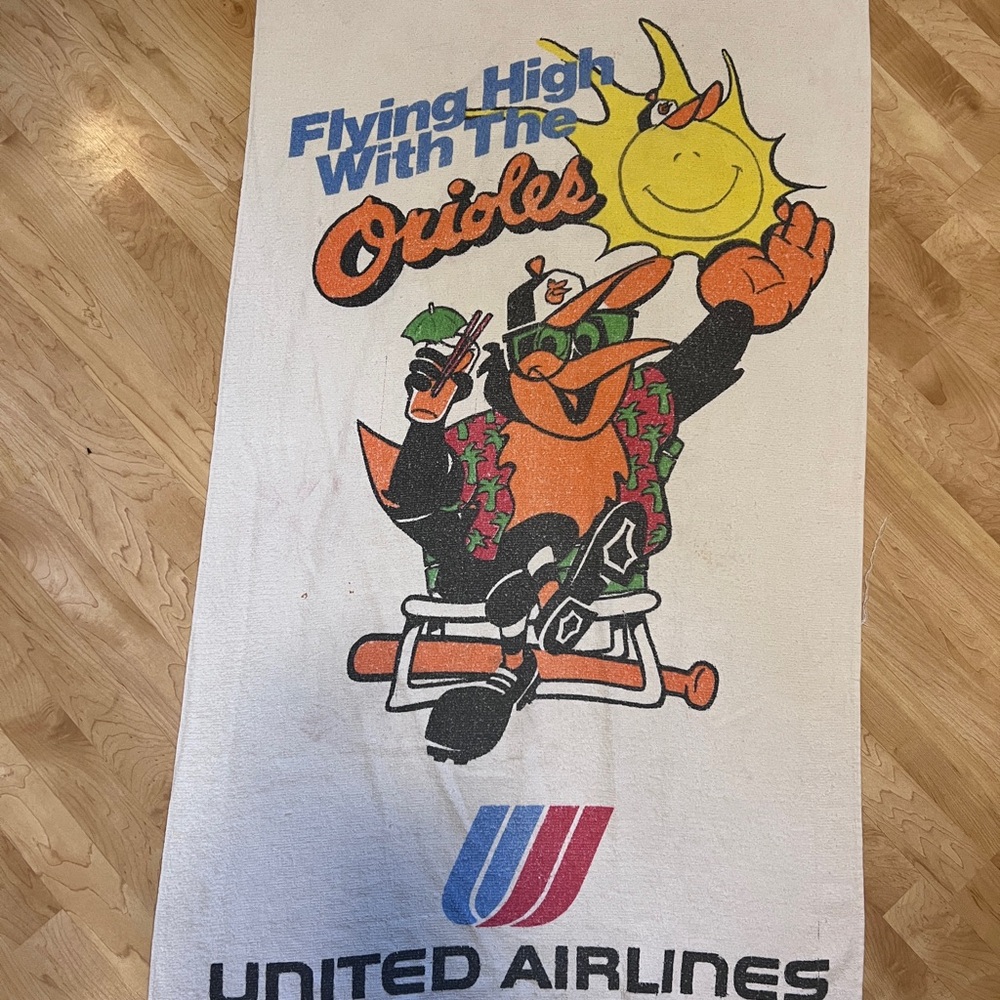 Flying High
With The
Orioles
UNITED AIRLINES